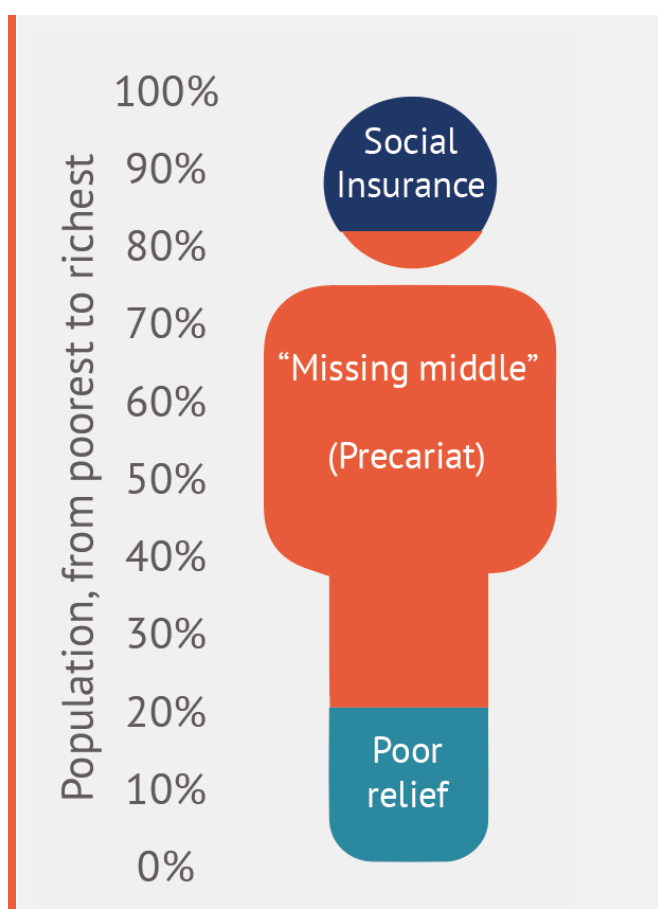 Population, from poorest to richest
100%
90%
80%
70%
60%
50%
40%
30%
20%
10%
0%
Social
Insurance
“Missing middle”
(Precariat)
Poor
relief